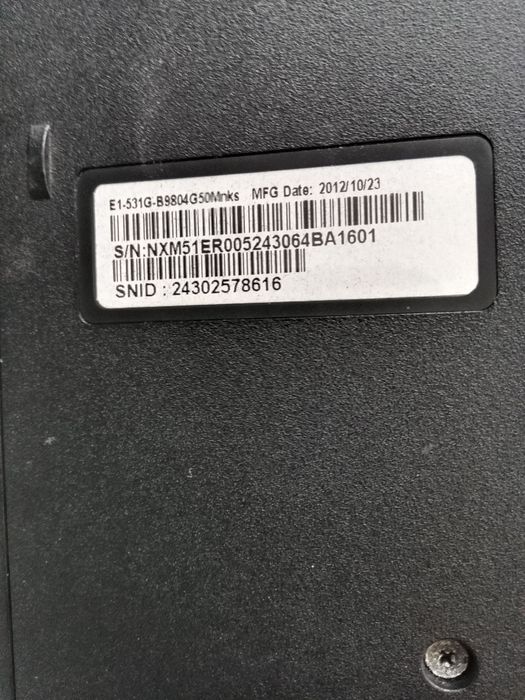 E1-531G-B9804G50Mnks MFG Date: 2012/10/23
S/N:NXM51ER005243064BA1601
SNID : 24302578616